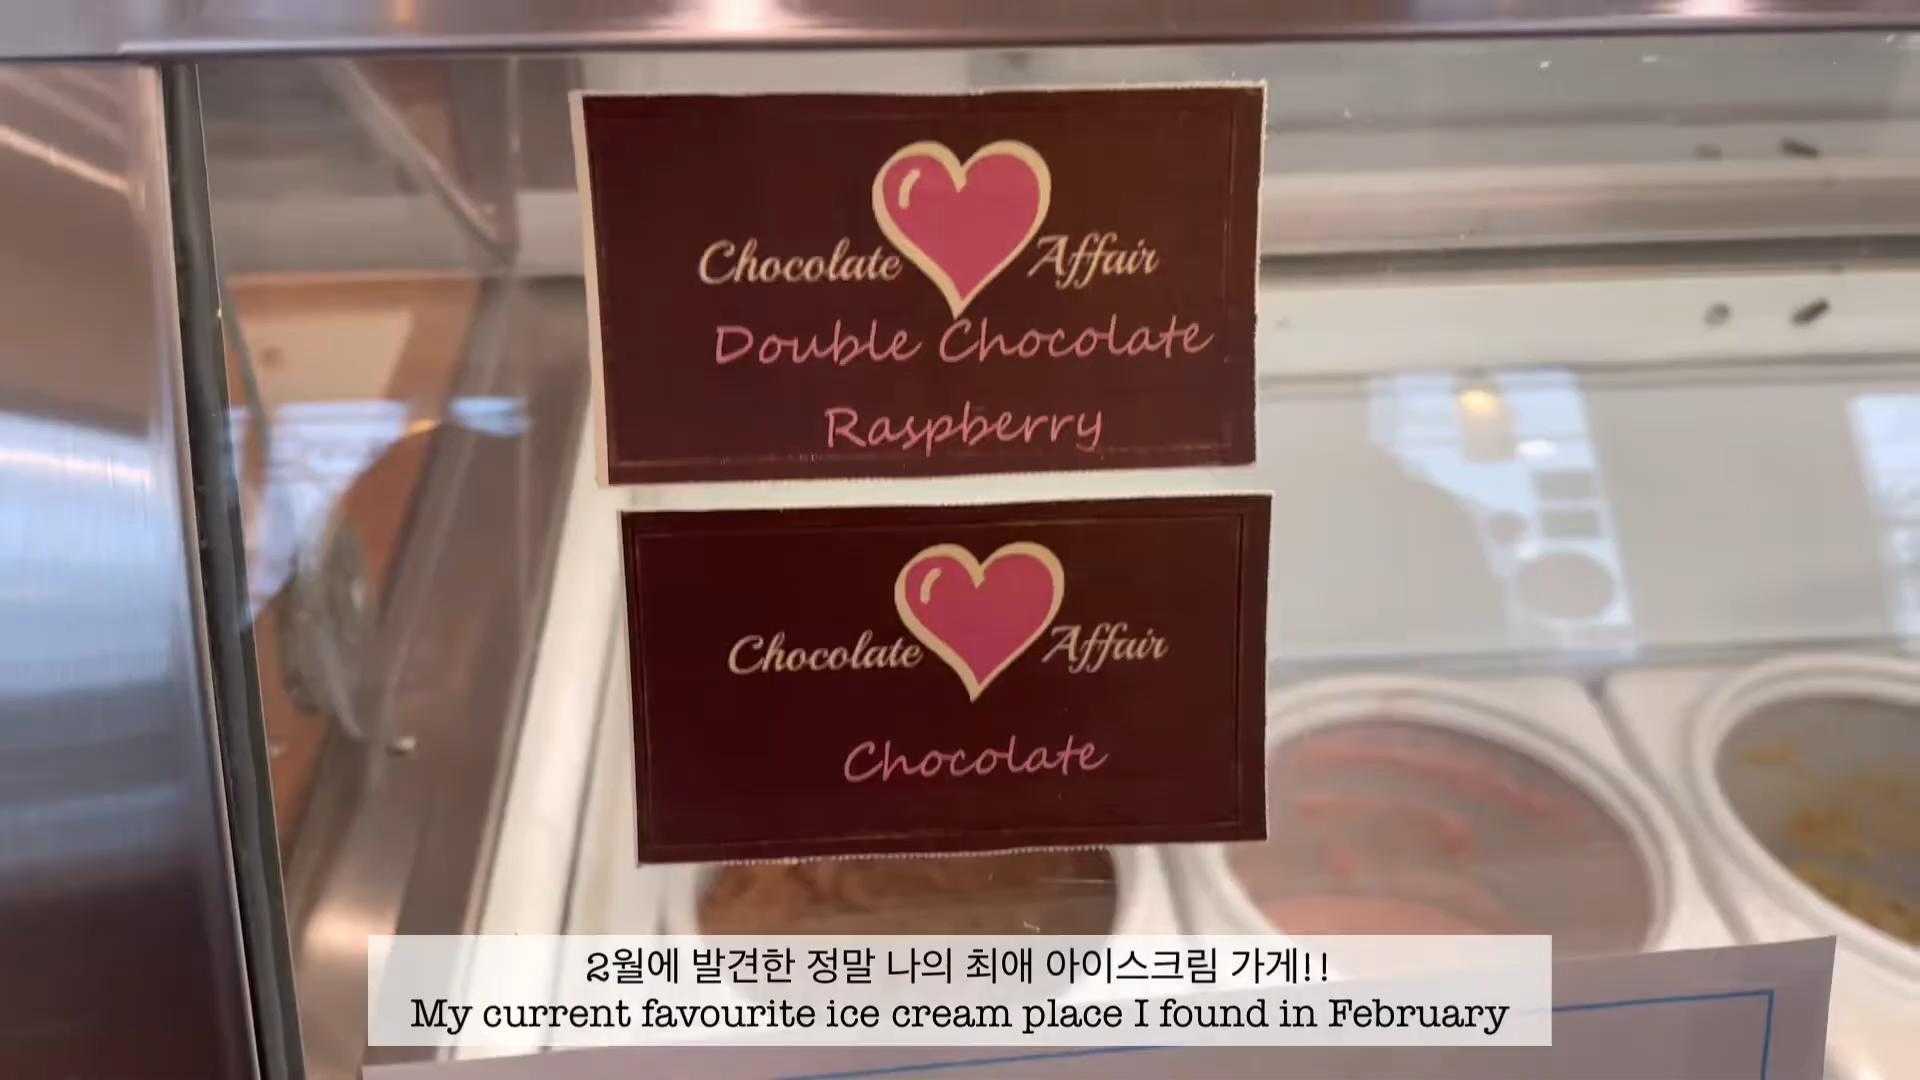 Chocolate Affair
Double Chocolate
Raspberry
Chocolate Affair
Chocolate
2월에 발견한 정말 나의 최애 아이스크림 가게!!
My current favourite ice cream place I found in February